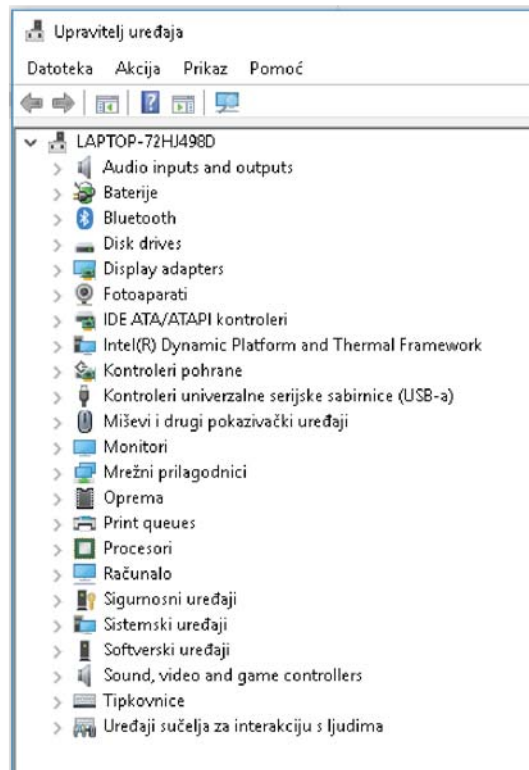 Upravitelj uređaja
Datoteka Akcija Prikaz Pomoć
LAPTOP-72HJ498D
Audio inputs and outputs
Baterije
Bluetooth
Disk drives
Display adapters
Fotoaparati
IDE ATA/ATAPI kontroleri
Intel(R) Dynamic Platform and Thermal Framework
Kontroleri pohrane
Kontroleri univerzalne serijske sabirnice (USB-a)
Miševi i drugi pokazivački uređaji
Monitori
Mrežni prilagodnici
Oprema
Print queues
Procesori
Računalo
Sigurnosni uređaji
Sistemski uređaji
Softverski uređaji
Sound, video and game controllers
Tipkovnice
Uređaji sučelja za interakciju s ljudima